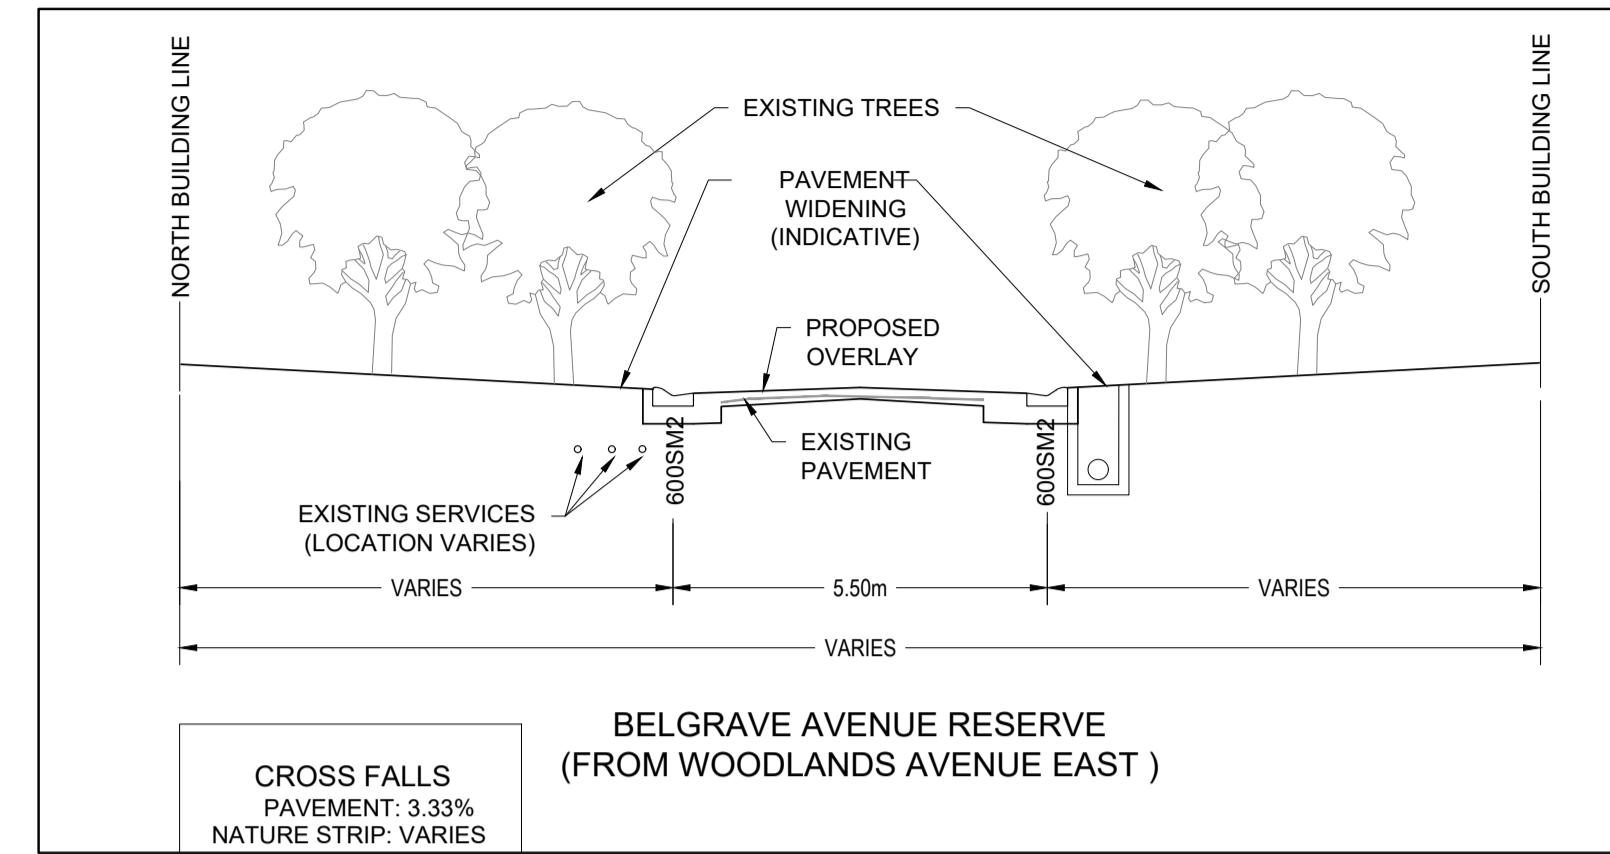 NORTH BUILDING LINE
SOUTH BUILDING LINE
EXISTING TREES
PAVEMENT
WIDENING
(INDICATIVE)
PROPOSED
OVERLAY
EXISTING
PAVEMENT
600SM2
600SM2
EXISTING SERVICES
(LOCATION VARIES)
VARIES
5.50m
VARIES
VARIES
BELGRAVE AVENUE RESERVE
(FROM WOODLANDS AVENUE EAST )
CROSS FALLS
PAVEMENT: 3.33%
NATURE STRIP: VARIES